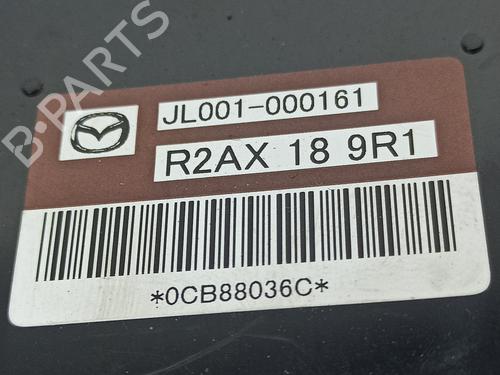 B-PARTS
JL001-000161
R2AX 18 9R1
*0CB88036C*